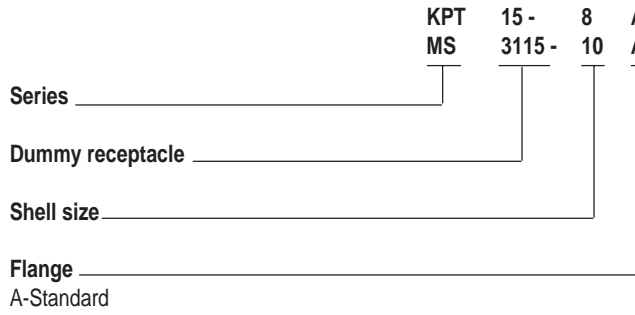 KPT 15 - 8 A
MS 3115 - 10 A
Series
Dummy receptacle
Shell size
Flange
A-Standard